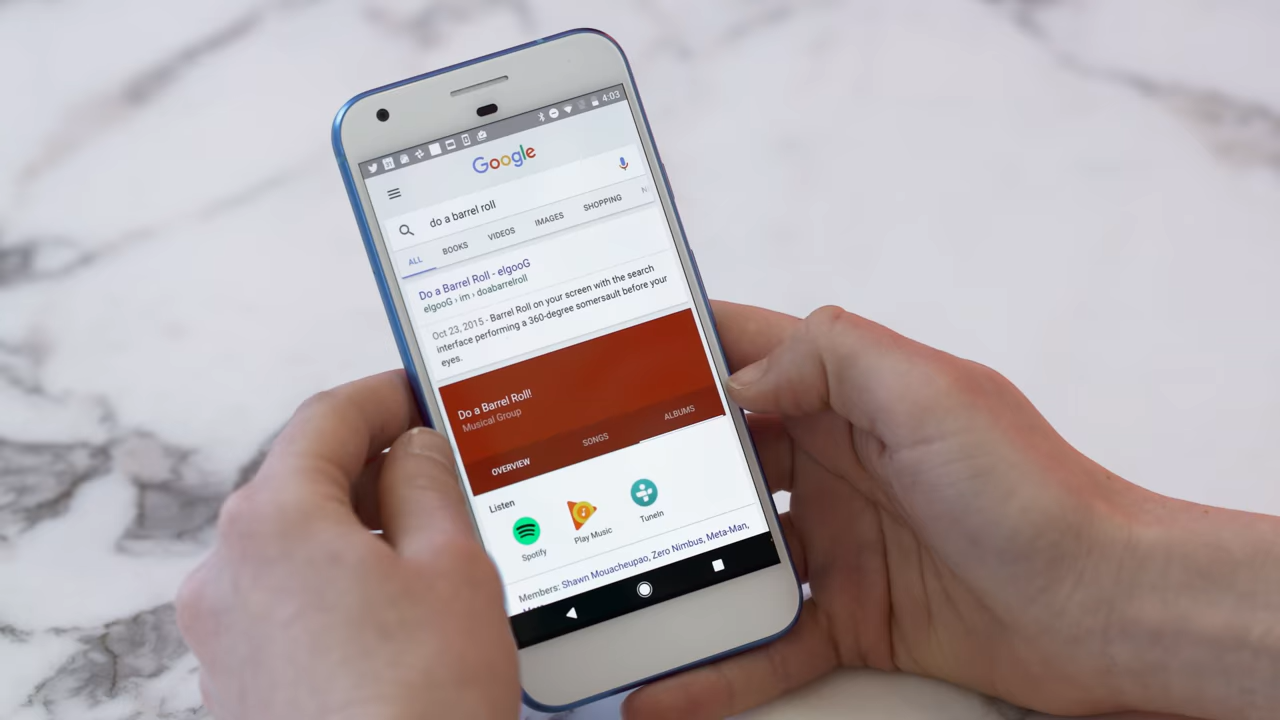 4:03
Google
do a barrel roll
ALL BOOKS VIDEOS IMAGES SHOPPING
Do a Barrel Roll - elgooG
elgooG › im › doabarrelroll
Oct 23, 2015 - Barrel Roll on your screen with the search
interface performing a 360-degree somersault before your
eyes.
Do a Barrel Roll!
Musical Group
OVERVIEW SONGS ALBUMS
Listen
Spotify Play Music TuneIn
Members: Shawn Mouacheupao, Zero Nimbus, Meta-Man,